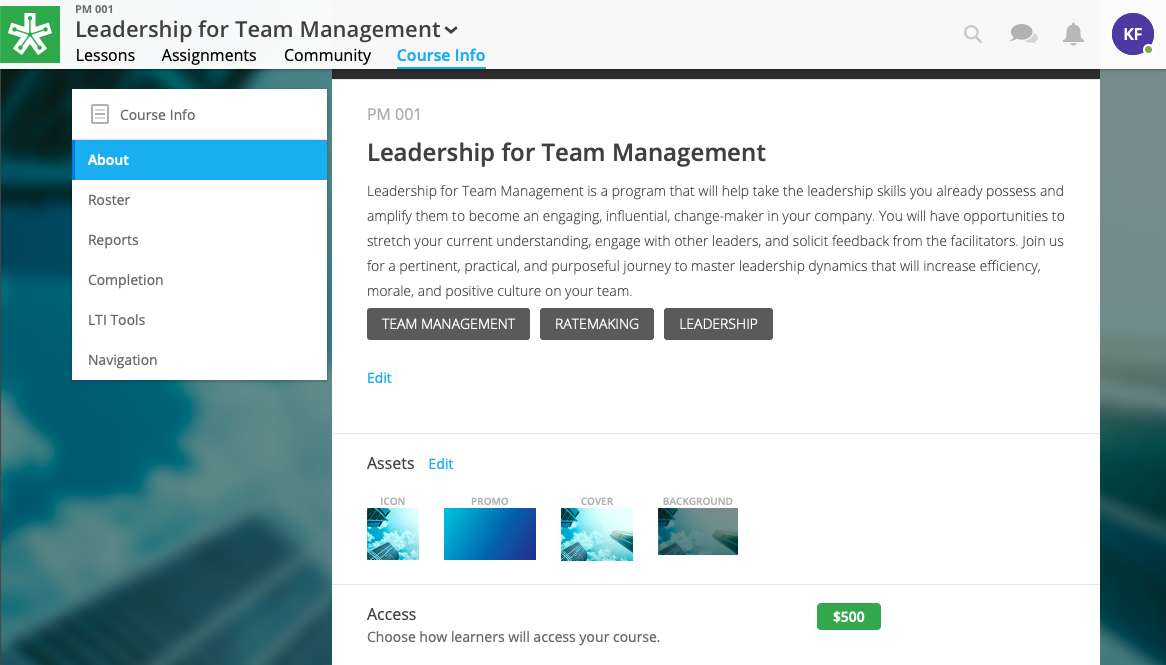 PM 001
Leadership for Team Management
Lessons Assignments Community Course Info
KF
Course Info
About
Roster
Reports
Completion
LTI Tools
Navigation
PM 001
Leadership for Team Management
Leadership for Team Management is a program that will help take the leadership skills you already possess and
amplify them to become an engaging, influential, change-maker in your company. You will have opportunities to
stretch your current understanding, engage with other leaders, and solicit feedback from the facilitators. Join us
for a pertinent, practical, and purposeful journey to master leadership dynamics that will increase efficiency,
morale, and positive culture on your team.
TEAM MANAGEMENT RATEMAKING LEADERSHIP
Edit
Assets Edit
ICON PROMO COVER BACKGROUND
Access $500
Choose how learners will access your course.